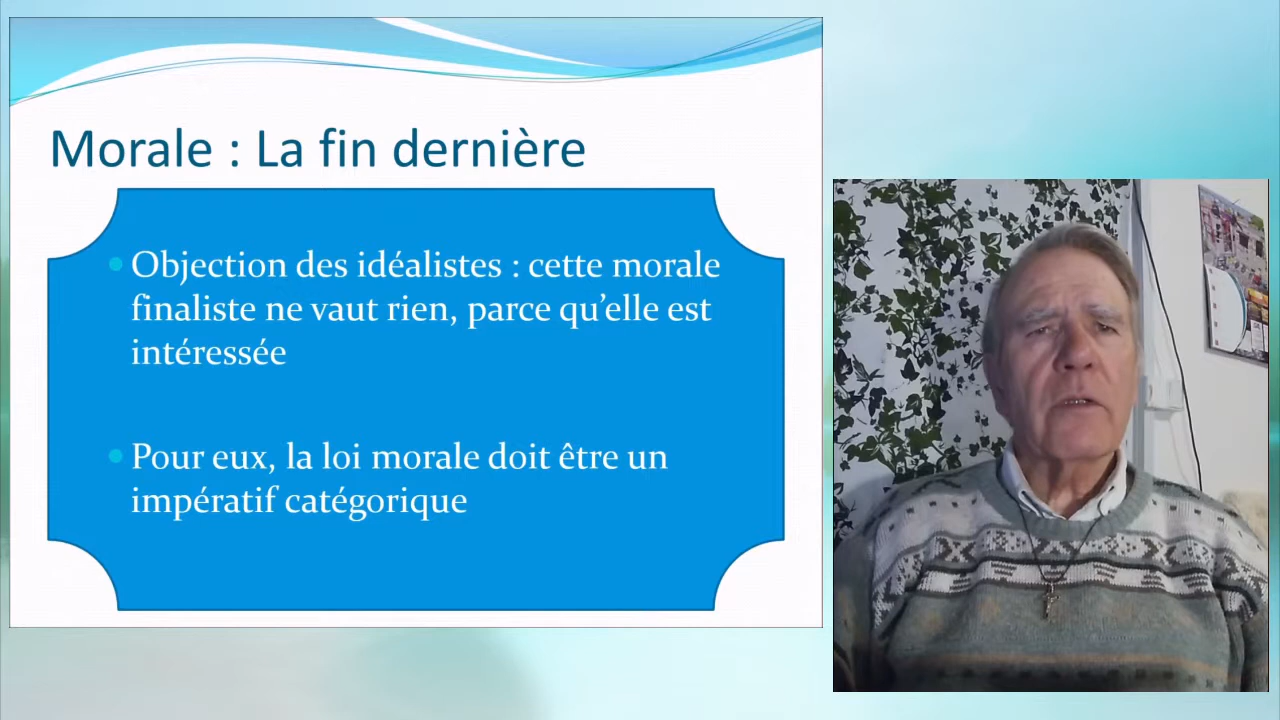 Morale : La fin dernière
Objection des idéalistes : cette morale
finaliste ne vaut rien, parce qu’elle est
intéressée
Pour eux, la loi morale doit être un
impératif catégorique